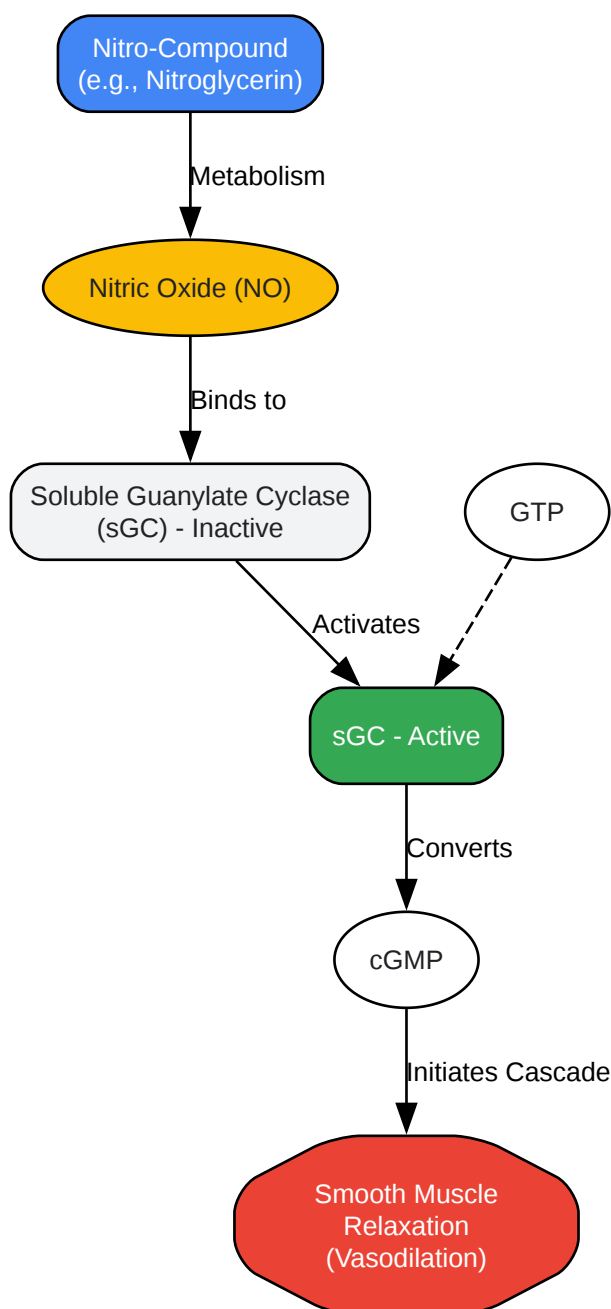 Nitro-Compound
(e.g., Nitroglycerin)
Metabolism
Nitric Oxide (NO)
Binds to
Soluble Guanylate Cyclase
(sGC) - Inactive
GTP
Activates
sGC - Active
Converts
cGMP
Initiates Cascade
Smooth Muscle
Relaxation
(Vasodilation)